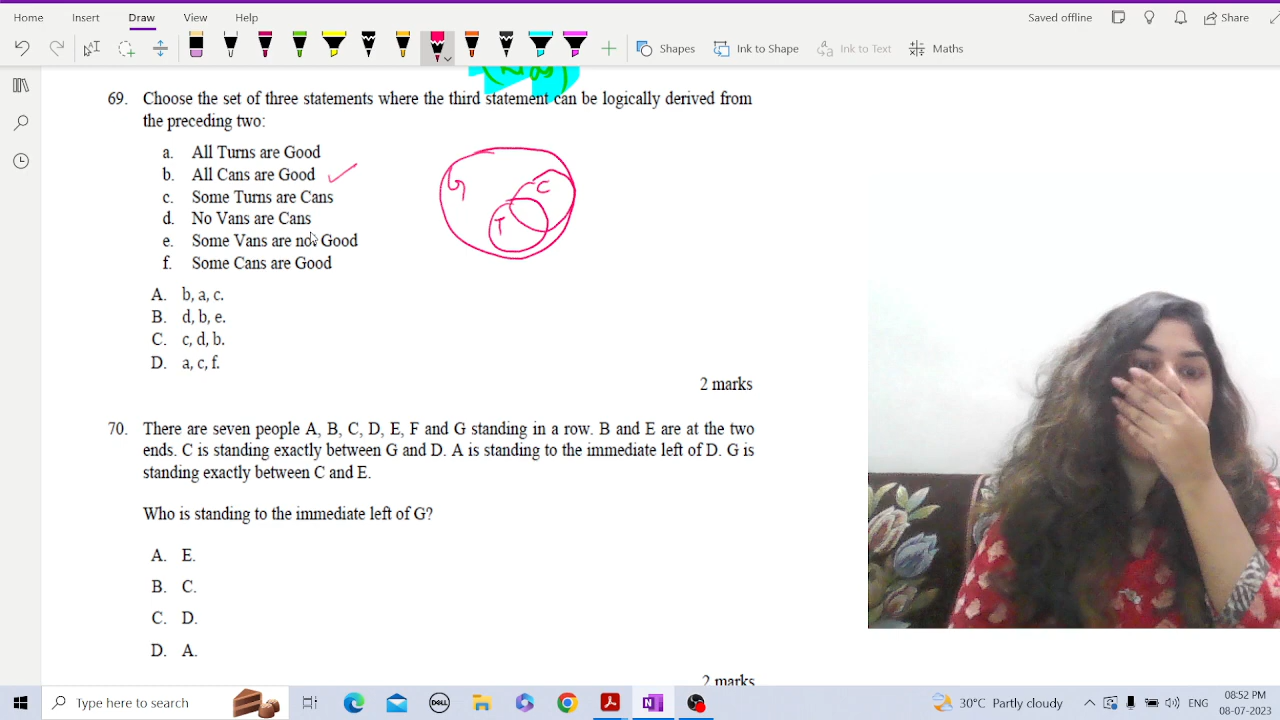 Home Insert Draw View Help Saved offline Share
Shapes Ink to Shape Ink to Text Maths
69. Choose the set of three statements where the third statement can be logically derived from
the preceding two:
a. All Turns are Good
b. All Cans are Good
c. Some Turns are Cans
d. No Vans are Cans
e. Some Vans are not Good
f. Some Cans are Good
G C T
A. b, a, c.
B. d, b, e.
C. c, d, b.
D. a, c, f.
2 marks
70. There are seven people A, B, C, D, E, F and G standing in a row. B and E are at the two
ends. C is standing exactly between G and D. A is standing to the immediate left of D. G is
standing exactly between C and E.
Who is standing to the immediate left of G?
A. E.
B. C.
C. D.
D. A.
2 marks
Type here to search DELL 30°C Partly cloudy ENG 08:52 PM
08-07-2023